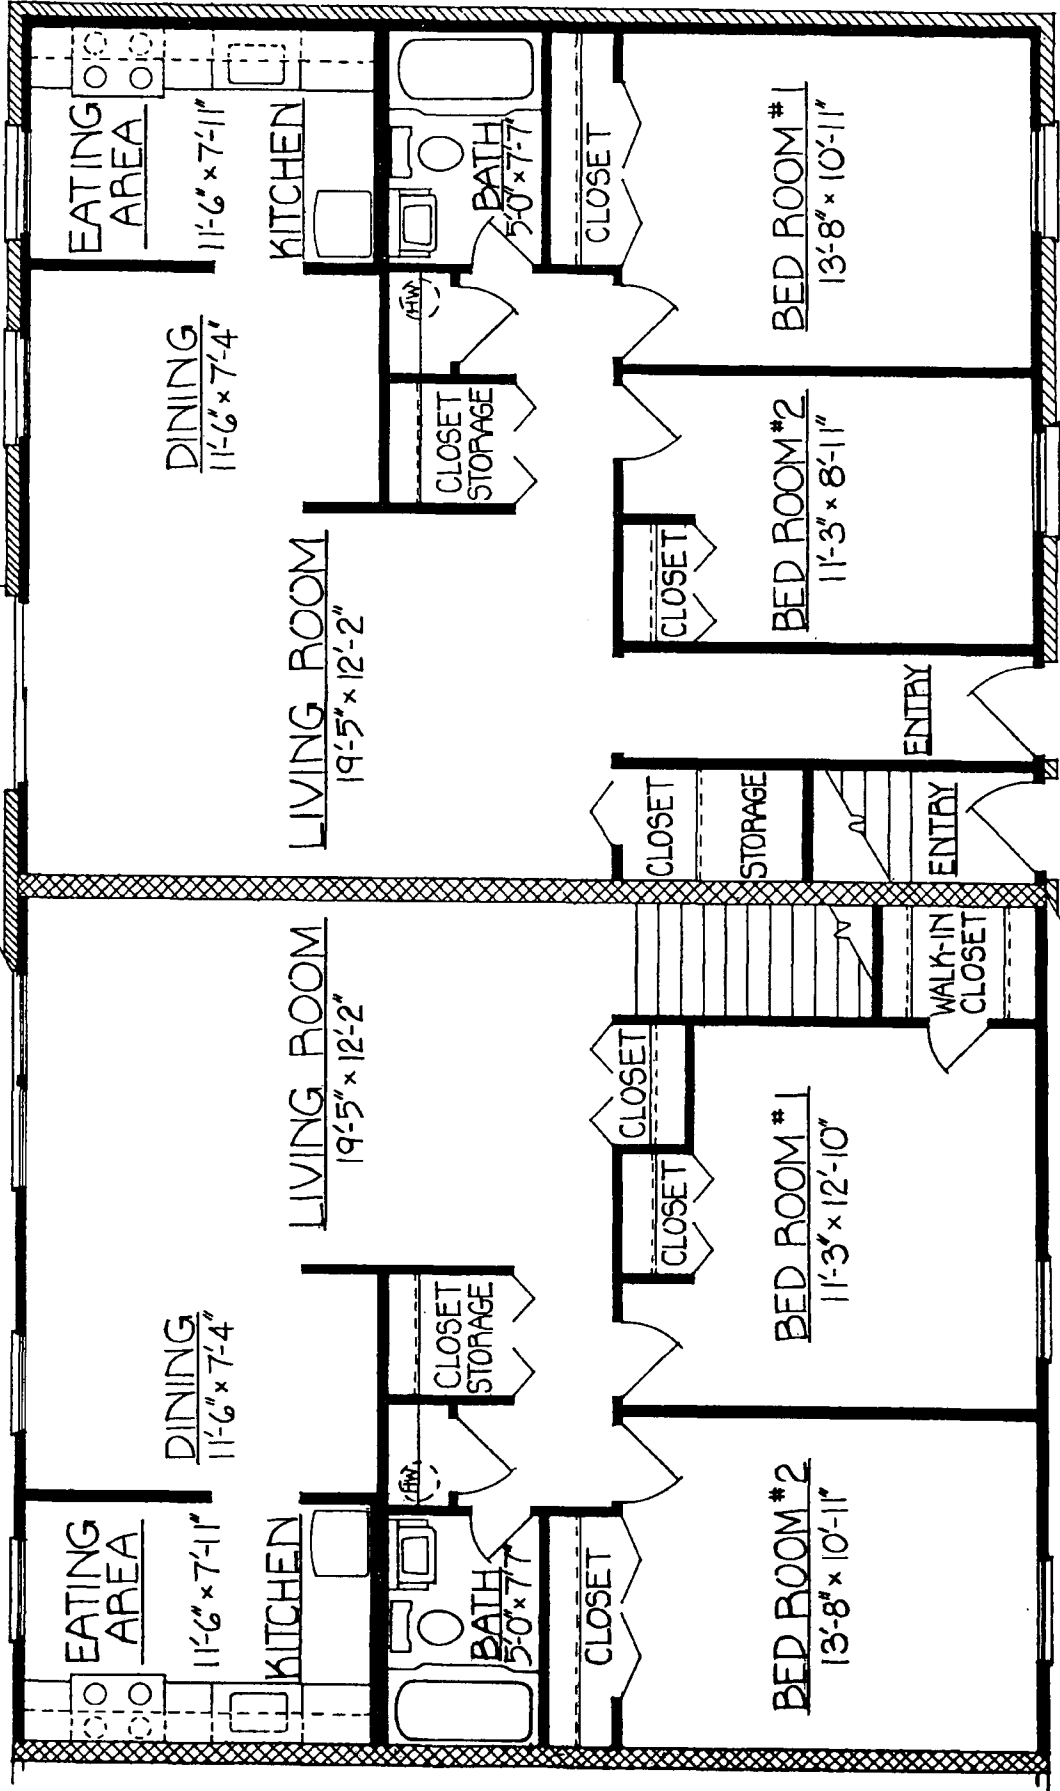 EATING
AREA
11'-6" x 7'-11"
KITCHEN
DINING
11'-6" x 7'-4"
LIVING ROOM
19'-5" x 12'-2"
HW
CLOSET
STORAGE
BATH
5'-0" x 7'-7"
CLOSET
CLOSET
CLOSET
BED ROOM #2
13'-8" x 10'-11"
BED ROOM #1
11'-3" x 12'-10"
WALK-IN
CLOSET
LIVING ROOM
19'-5" x 12'-2"
DINING
11'-6" x 7'-4"
EATING
AREA
11'-6" x 7'-11"
KITCHEN
CLOSET
STORAGE
HW
BATH
5'-0" x 7'-7"
CLOSET
STORAGE
ENTRY
ENTRY
CLOSET
CLOSET
BED ROOM #2
11'-3" x 8'-11"
BED ROOM #1
13'-8" x 10'-11"